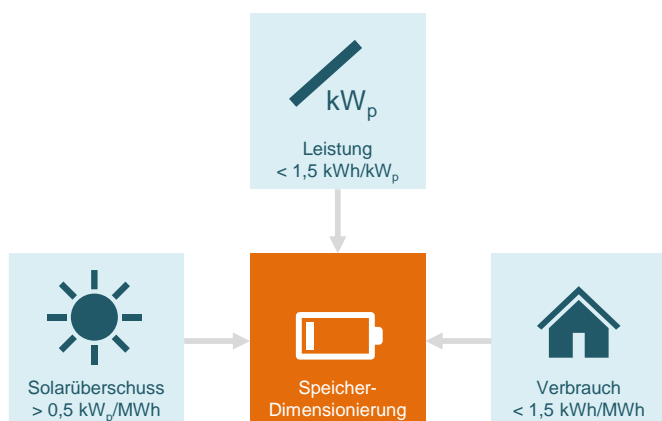 kWp
Leistung
< 1,5 kWh/kWp
Solarüberschuss
> 0,5 kWp/MWh
Speicher-
Dimensionierung
Verbrauch
< 1,5 kWh/MWh